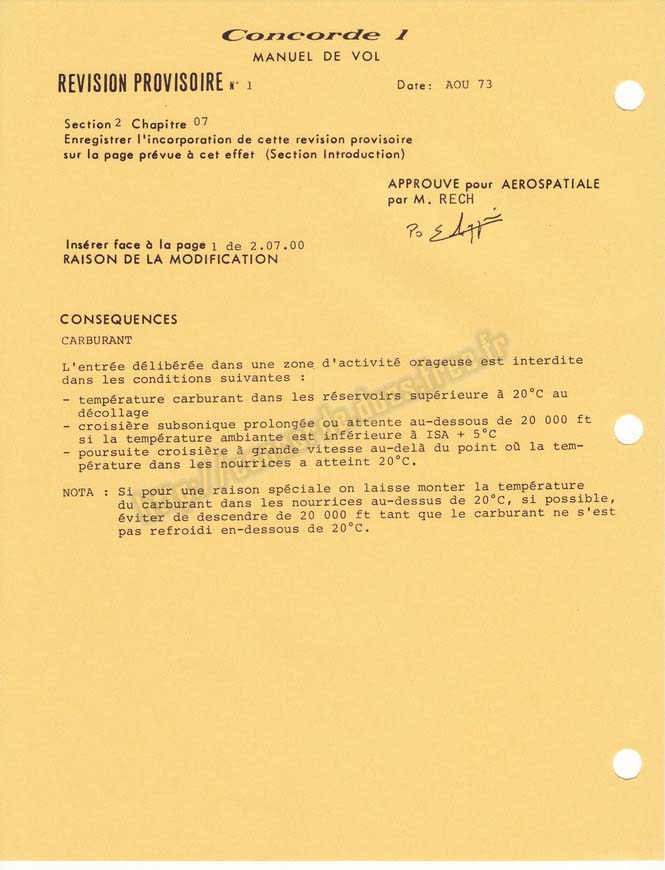 Concorde 1
MANUEL DE VOL
REVISION PROVISOIRE N° 1
Date: AOU 73
Section 2 Chapitre 07
Enregistrer l'incorporation de cette revision provisoire
sur la page prévue à cet effet (Section Introduction)
APPROUVE pour AEROSPATIALE
par M. RECH
Po
Insérer face à la page 1 de 2.07.00
RAISON DE LA MODIFICATION
CONSEQUENCES
CARBURANT
L'entrée délibérée dans une zone d'activité orageuse est interdite
dans les conditions suivantes :
- température carburant dans les réservoirs supérieure à 20°C au
décollage
- croisière subsonique prolongée ou attente au-dessous de 20 000 ft
si la température ambiante est inférieure à ISA + 5°C
- poursuite croisière à grande vitesse au-delà du point où la tem-
pérature dans les nourrices a atteint 20°C.
NOTA : Si pour une raison spéciale on laisse monter la température
du carburant dans les nourrices au-dessus de 20°C, si possible,
éviter de descendre de 20 000 ft tant que le carburant ne s'est
pas refroidi en-dessous de 20°C.